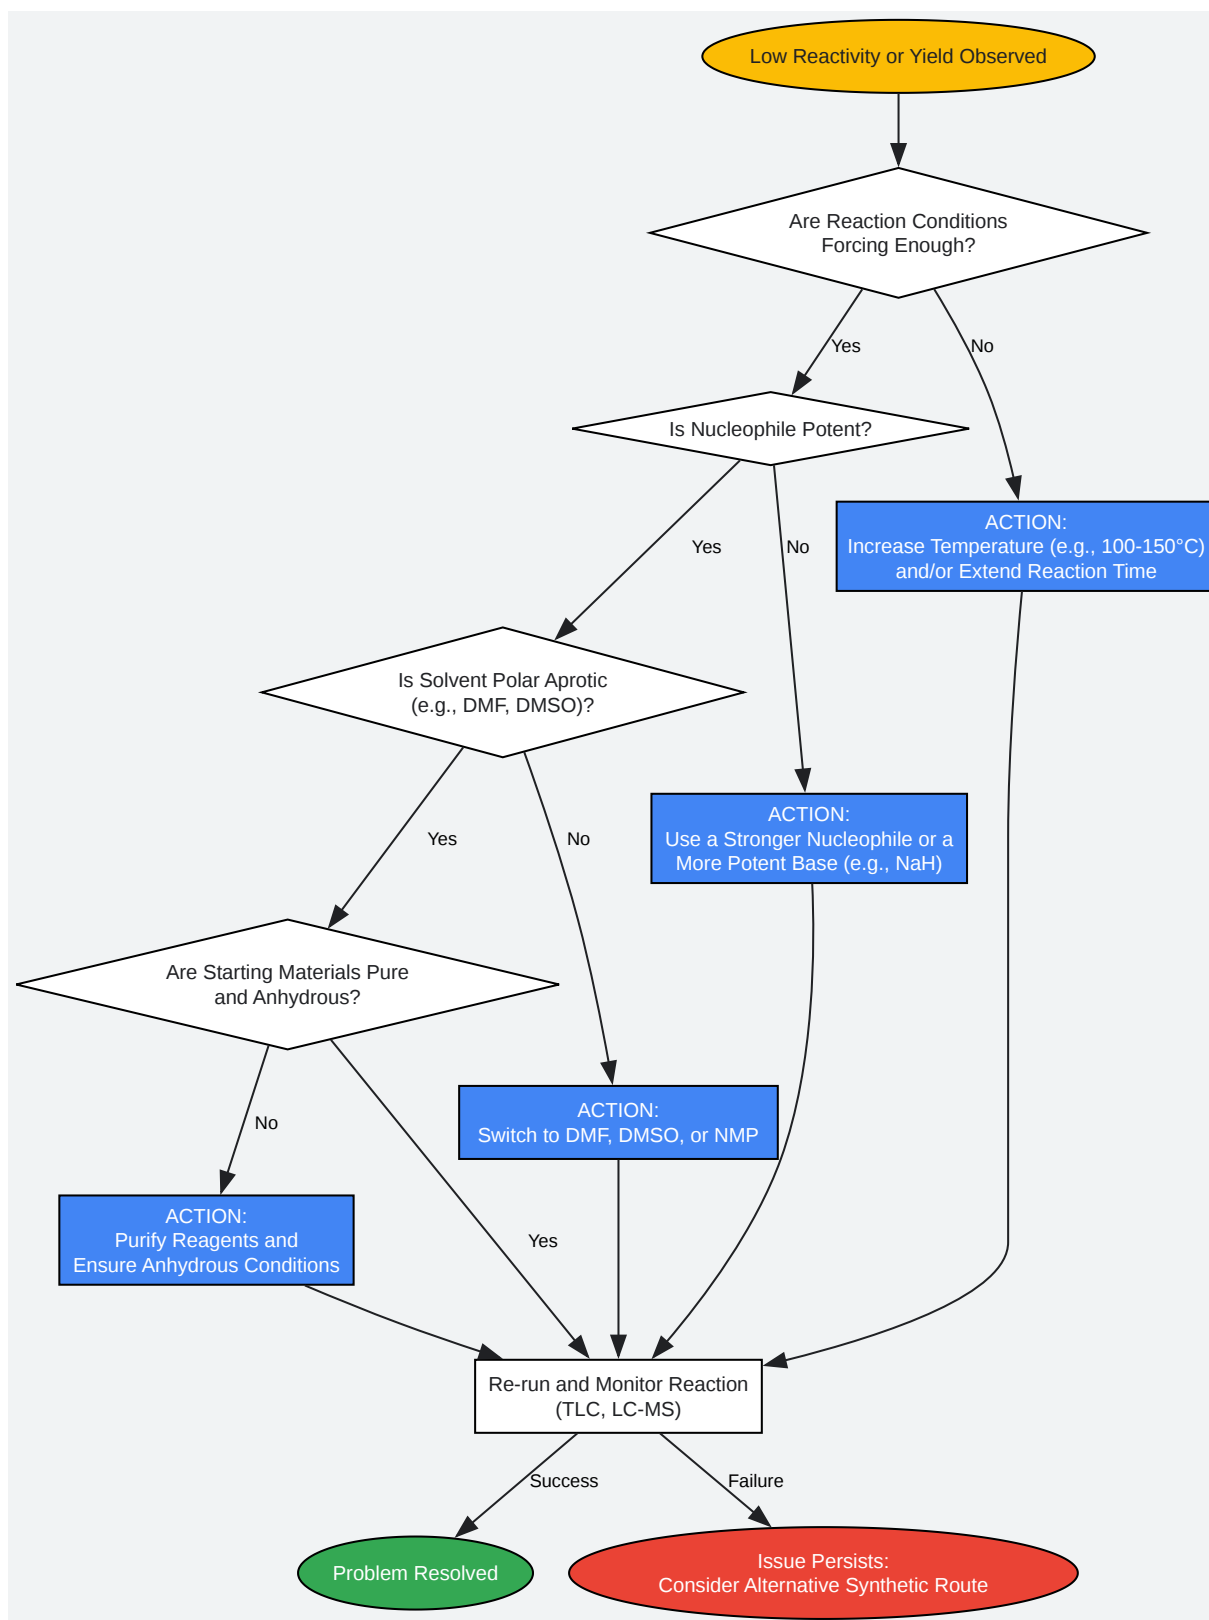 Low Reactivity or Yield Observed
Are Reaction Conditions
Forcing Enough?
Yes
No
Is Nucleophile Potent?
ACTION:
Increase Temperature (e.g., 100-150°C)
and/or Extend Reaction Time
Yes
No
Is Solvent Polar Aprotic
(e.g., DMF, DMSO)?
ACTION:
Use a Stronger Nucleophile or a
More Potent Base (e.g., NaH)
Yes
No
Are Starting Materials Pure
and Anhydrous?
ACTION:
Switch to DMF, DMSO, or NMP
No
Yes
ACTION:
Purify Reagents and
Ensure Anhydrous Conditions
Re-run and Monitor Reaction
(TLC, LC-MS)
Success
Failure
Problem Resolved
Issue Persists:
Consider Alternative Synthetic Route